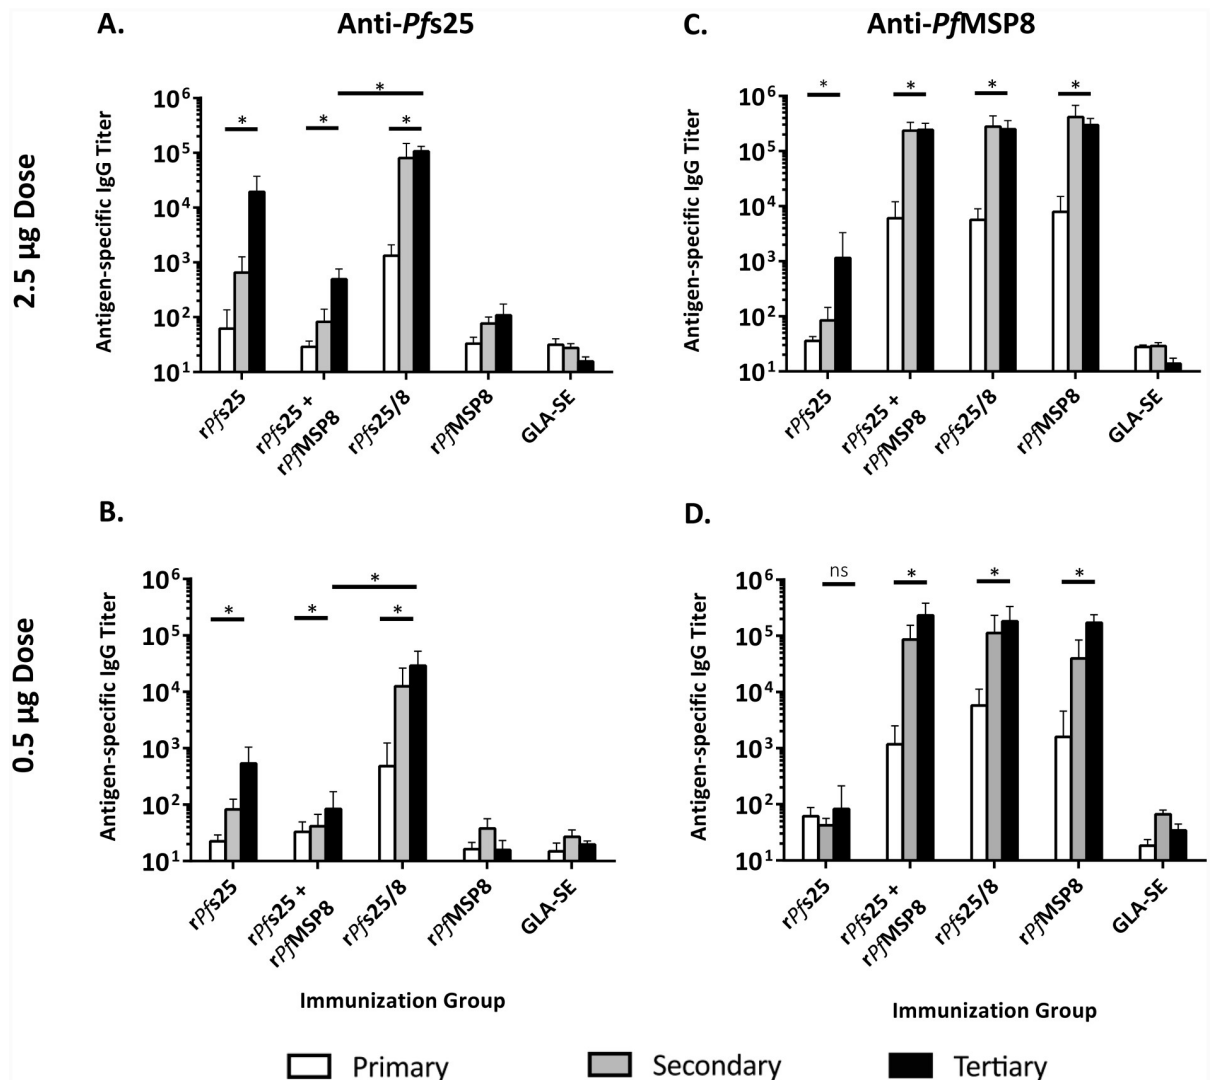 A. Anti-Pfs25
2.5 µg Dose
Antigen-specific IgG Titer
10⁶
10⁵
10⁴
10³
10²
10¹
* * * *
rPfs25
rPfs25 +
rPfMSP8
rPfs25/8
rPfMSP8
GLA-SE
C. Anti-PfMSP8
Antigen-specific IgG Titer
10⁶
10⁵
10⁴
10³
10²
10¹
* * * *
rPfs25
rPfs25 +
rPfMSP8
rPfs25/8
rPfMSP8
GLA-SE
B.
0.5 µg Dose
Antigen-specific IgG Titer
10⁶
10⁵
10⁴
10³
10²
10¹
* * * *
rPfs25
rPfs25 +
rPfMSP8
rPfs25/8
rPfMSP8
GLA-SE
Immunization Group
D.
Antigen-specific IgG Titer
10⁶
10⁵
10⁴
10³
10²
10¹
ns * * *
rPfs25
rPfs25 +
rPfMSP8
rPfs25/8
rPfMSP8
GLA-SE
Immunization Group
Primary Secondary Tertiary